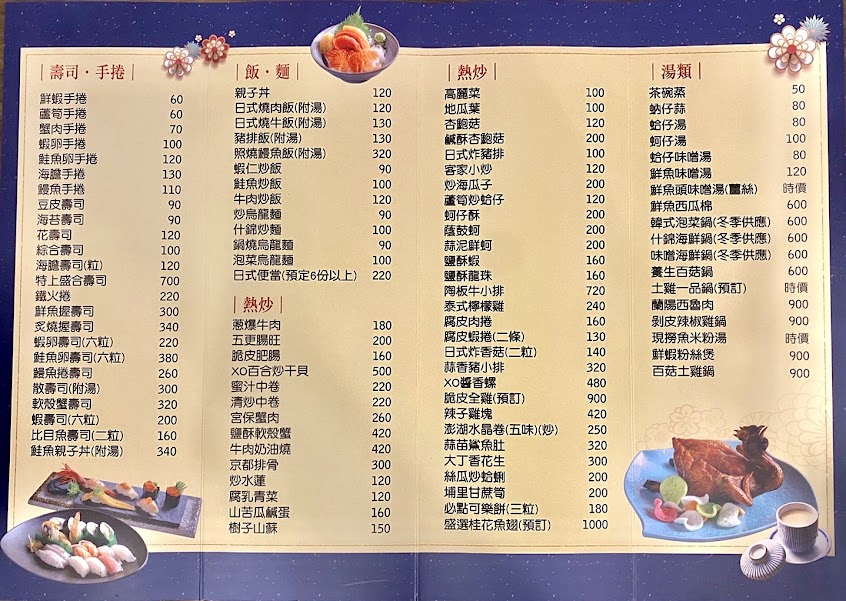 壽司·手捲
鮮蝦手捲 60
蘆筍手捲 60
蟹肉手捲 70
蝦卵手捲 100
鮭魚卵手捲 120
海膽手捲 130
鰻魚手捲 110
豆皮壽司 90
海苔壽司 90
花壽司 120
綜合壽司 100
海膽壽司(粒) 120
特上盛合壽司 700
鐵火捲 220
鮮魚握壽司 300
炙燒握壽司 340
蝦卵壽司(六粒) 220
鮭魚卵壽司(六粒) 380
鰻魚捲壽司 260
散壽司(附湯) 300
軟殼蟹壽司 320
蝦壽司(六粒) 200
比目魚壽司(二粒) 160
鮭魚親子丼(附湯) 340
飯·麵
親子丼 120
日式燒肉飯(附湯) 120
日式燒牛飯(附湯) 130
豬排飯(附湯) 130
照燒鰻魚飯(附湯) 320
蝦仁炒飯 90
鮭魚炒飯 100
牛肉炒飯 120
炒烏龍麵 90
什錦炒麵 100
鍋燒烏龍麵 90
泡菜烏龍麵 100
日式便當(預定6份以上) 220
熱炒
蔥爆牛肉 180
五更腸旺 200
脆皮肥腸 160
XO百合炒干貝 500
蜜汁中卷 220
清炒中卷 220
宮保蟹肉 260
鹽酥軟殼蟹 420
牛肉奶油燒 420
京都排骨 300
炒水蓮 120
腐乳青菜 120
山苦瓜鹹蛋 160
樹子山蘇 150
熱炒
高麗菜 100
地瓜葉 100
杏鮑菇 120
鹹酥杏鮑菇 200
日式炸豬排 100
客家小炒 120
炒海瓜子 200
蘆筍炒蛤仔 120
蚵仔酥 200
蔭鼓蚵 200
蒜泥鮮蚵 200
鹽酥蝦 160
鹽酥龍珠 160
陶板牛小排 720
泰式檸檬雞 240
腐皮肉捲 160
腐皮蝦捲(二條) 130
日式炸香菇(二粒) 140
蒜香豬小排 320
XO醬香螺 480
脆皮全雞(預訂) 900
辣子雞塊 420
澎湖水晶卷(五味)(炒) 250
蒜苗鯊魚肚 320
大丁香花生 300
絲瓜炒蛤蜊 200
埔里甘蔗筍 200
必點可樂餅(三粒) 180
盛選桂花魚翅(預訂) 1000
湯類
茶碗蒸 50
蚋仔蒜 80
蛤仔湯 80
蚵仔湯 100
蛤仔味噌湯 80
鮮魚味噌湯 120
鮮魚頭味噌湯(薑絲) 時價
鮮魚西瓜棉 600
韓式泡菜鍋(冬季供應) 600
什錦海鮮鍋(冬季供應) 600
味噌海鮮鍋(冬季供應) 600
養生百菇鍋 600
土雞一品鍋(預訂) 時價
蘭陽西魯肉 900
剝皮辣椒雞鍋 900
現撈魚米粉湯 時價
鮮蝦粉絲煲 900
百菇土雞鍋 900